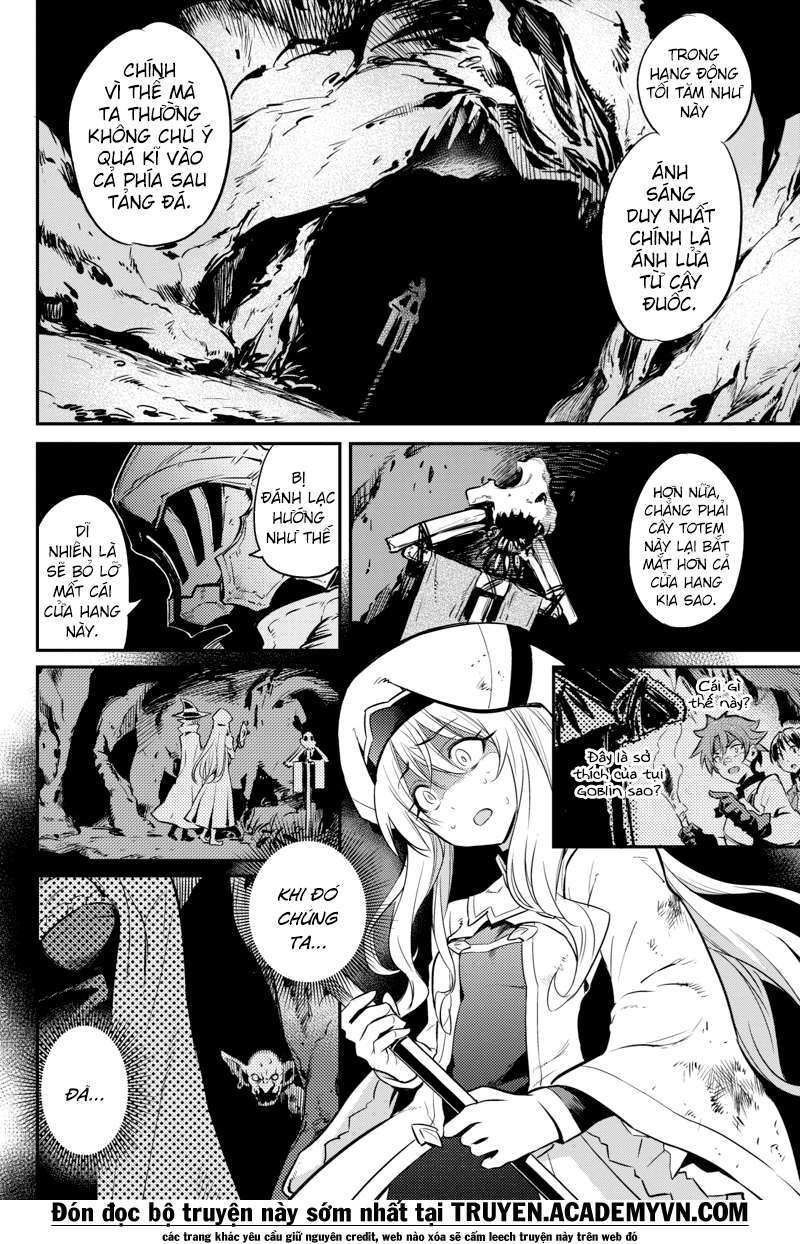 TRONG
HANG ĐỘNG
TỐI TĂM NHƯ
NÀY
ÁNH
SÁNG
DUY NHẤT
CHÍNH LÀ
ÁNH LỬA
TỪ CÂY
ĐUỐC.
CHÍNH
VÌ THẾ MÀ
TA THƯỜNG
KHÔNG CHÚ Ý
QUÁ KĨ VÀO
CẢ PHÍA SAU
TẢNG ĐÁ.
HƠN NỮA,
CHẲNG PHẢI
CÂY TOTEM
NÀY LẠI BẮT
MẮT HƠN CẢ
CỬA HANG
KIA SAO.
BỊ
ĐÁNH LẠC
HƯỚNG
NHƯ THẾ
DĨ
NHIÊN LÀ
SẼ BỎ LỠ
MẤT CÁI
CỬA HANG
NÀY.
Cái gì
thế này?
Đây là sở
thích của tụi
Goblin sao?
KHI ĐÓ
CHÚNG
TA...
ĐÃ...
Đón đọc bộ truyện này sớm nhất tại TRUYEN.ACADEMYVN.COM
các trang khác yêu cầu giữ nguyên credit, web nào xóa sẽ cấm leech truyện này trên web đó